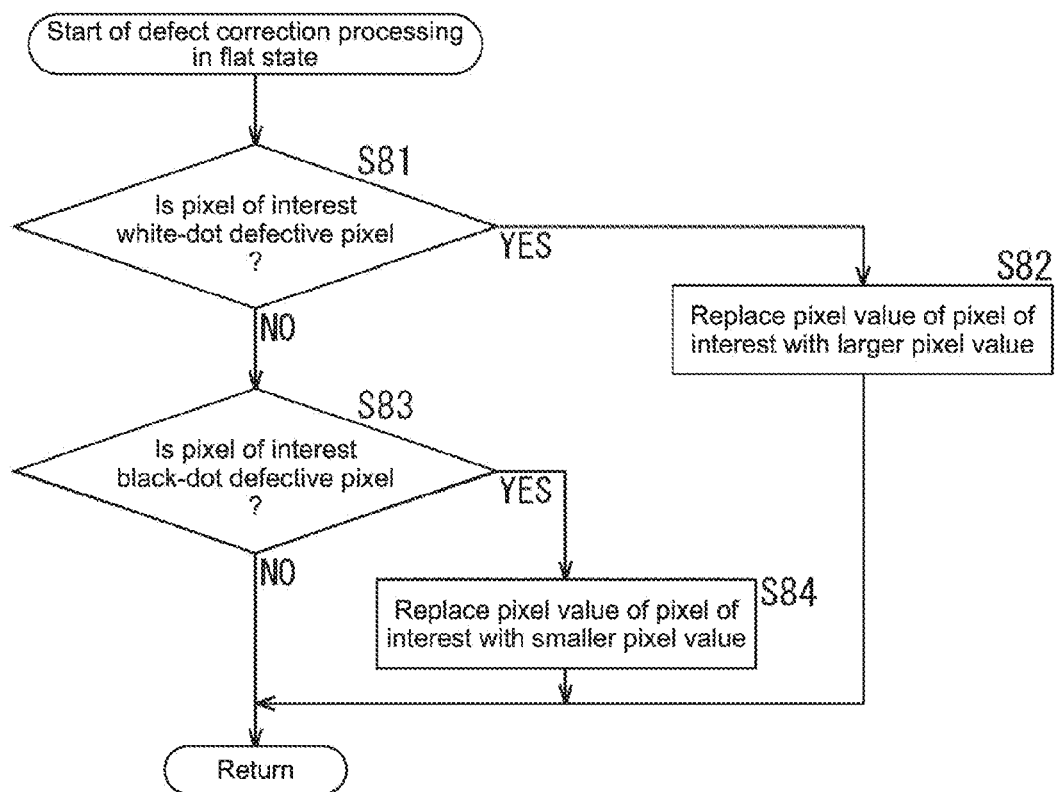 Start of defect correction processing
in flat state
S81
Is pixel of interest
white-dot defective pixel
?
YES
NO
S82
Replace pixel value of pixel of
interest with larger pixel value
S83
Is pixel of interest
black-dot defective pixel
?
YES
NO
S84
Replace pixel value of pixel of
interest with smaller pixel value
Return